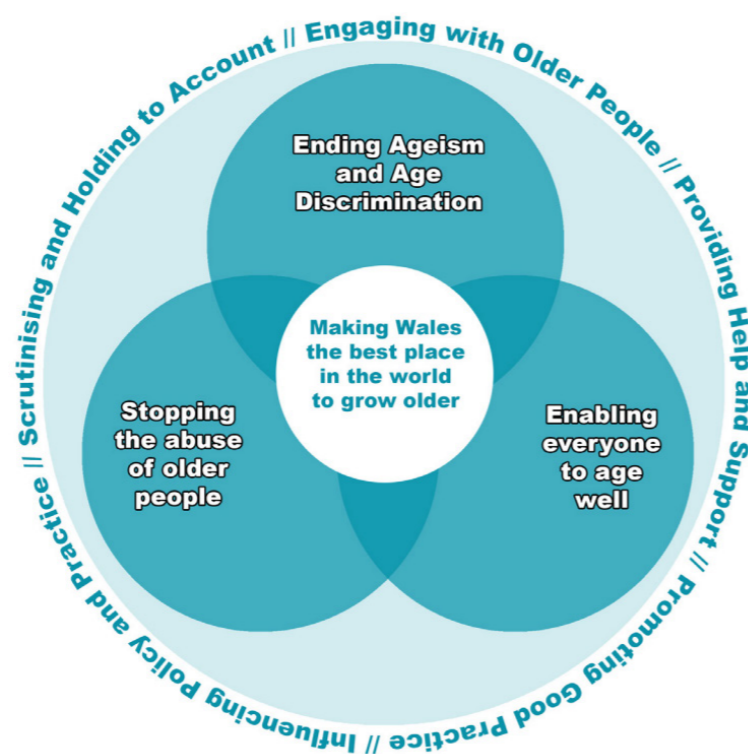 Scrutinising and Holding to Account // Engaging with Older People // Providing Help and Support // Promoting Good Practice // Influencing Policy and Practice //
Ending Ageism
and Age
Discrimination
Making Wales
the best place
in the world
to grow older
Stopping
the abuse
of older
people
Enabling
everyone
to age
well